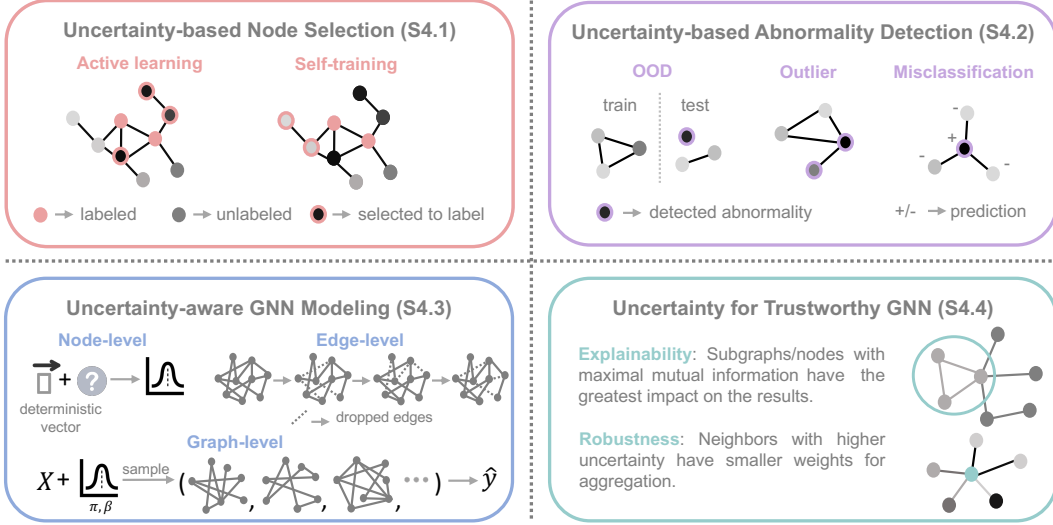 Uncertainty-based Node Selection (S4.1)
Active learning
Self-training
→ labeled
→ unlabeled
→ selected to label
Uncertainty-based Abnormality Detection (S4.2)
OOD
Outlier
Misclassification
train
test
-
+
-
-
→ detected abnormality
+/- → prediction
Uncertainty-aware GNN Modeling (S4.3)
Node-level
Edge-level
+ ? →
deterministic
vector
→ dropped edges
Graph-level
X + π, β sample → ( , , , ··· ) → ŷ
Uncertainty for Trustworthy GNN (S4.4)
Explainability: Subgraphs/nodes with
maximal mutual information have the
greatest impact on the results.
Robustness: Neighbors with higher
uncertainty have smaller weights for
aggregation.